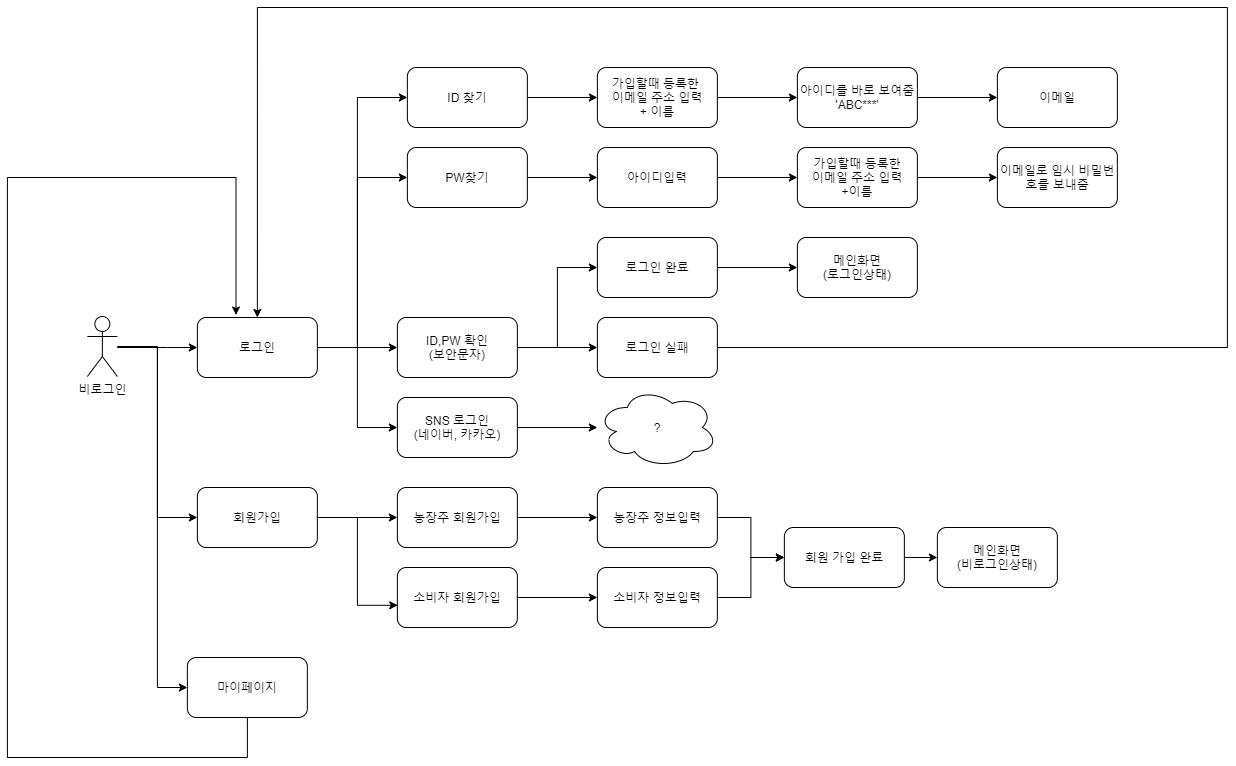 ID 찾기
가입할때 등록한
이메일 주소 입력
+ 이름
아이디를 바로 보여줌
'ABC***'
이메일
PW찾기
아이디입력
가입할때 등록한
이메일 주소 입력
+이름
이메일로 임시 비밀번
호를 보내줌
로그인 완료
메인화면
(로그인상태)
비로그인
로그인
ID,PW 확인
(보안문자)
로그인 실패
SNS 로그인
(네이버, 카카오)
?
회원가입
농장주 회원가입
농장주 정보입력
회원 가입 완료
메인화면
(비로그인상태)
소비자 회원가입
소비자 정보입력
마이페이지